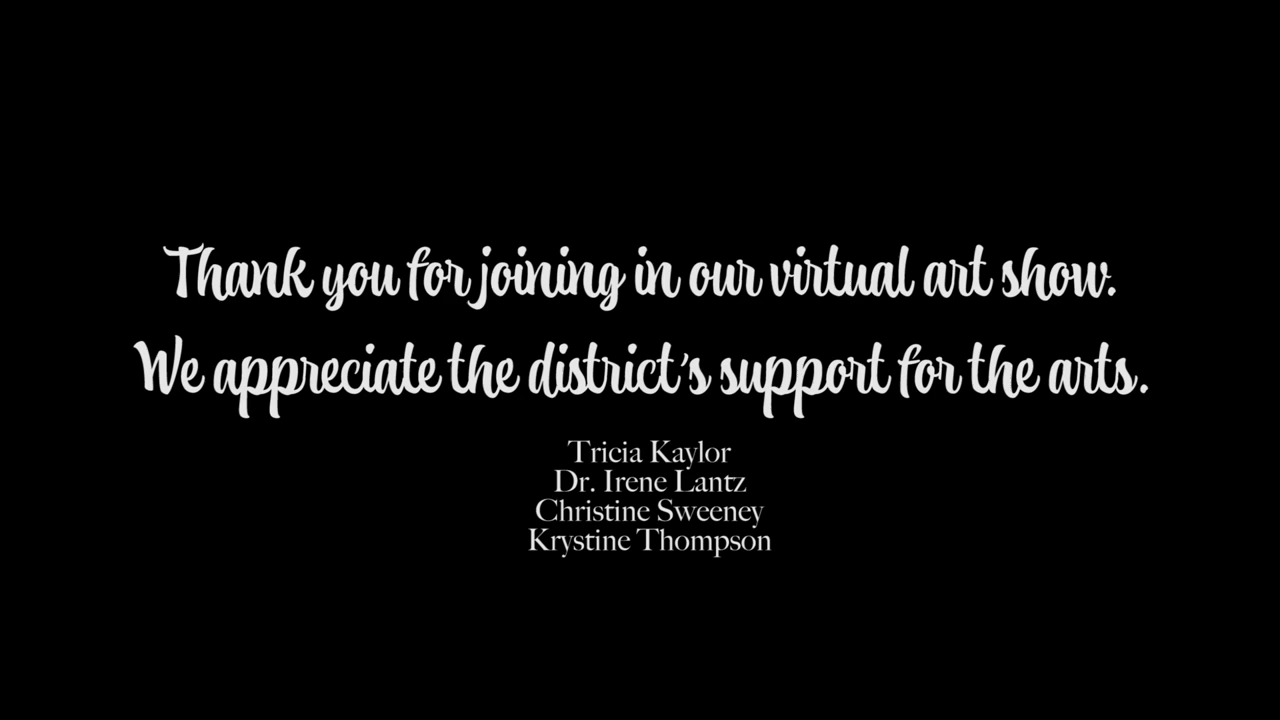 Thank you for joining in our virtual art show.
We appreciate the district's support for the arts.
Tricia Kaylor
Dr. Irene Lantz
Christine Sweeney
Krystine Thompson